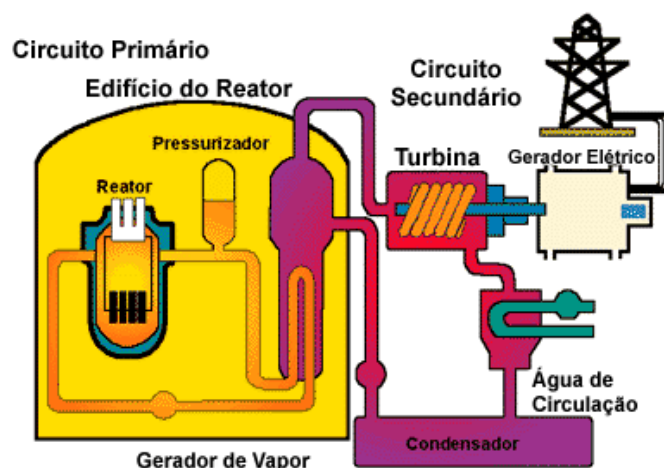 Circuito Primário
Edifício do Reator
Circuito
Secundário
Pressurizador
Turbina
Gerador Elétrico
Reator
Água de
Circulação
Condensador
Gerador de Vapor